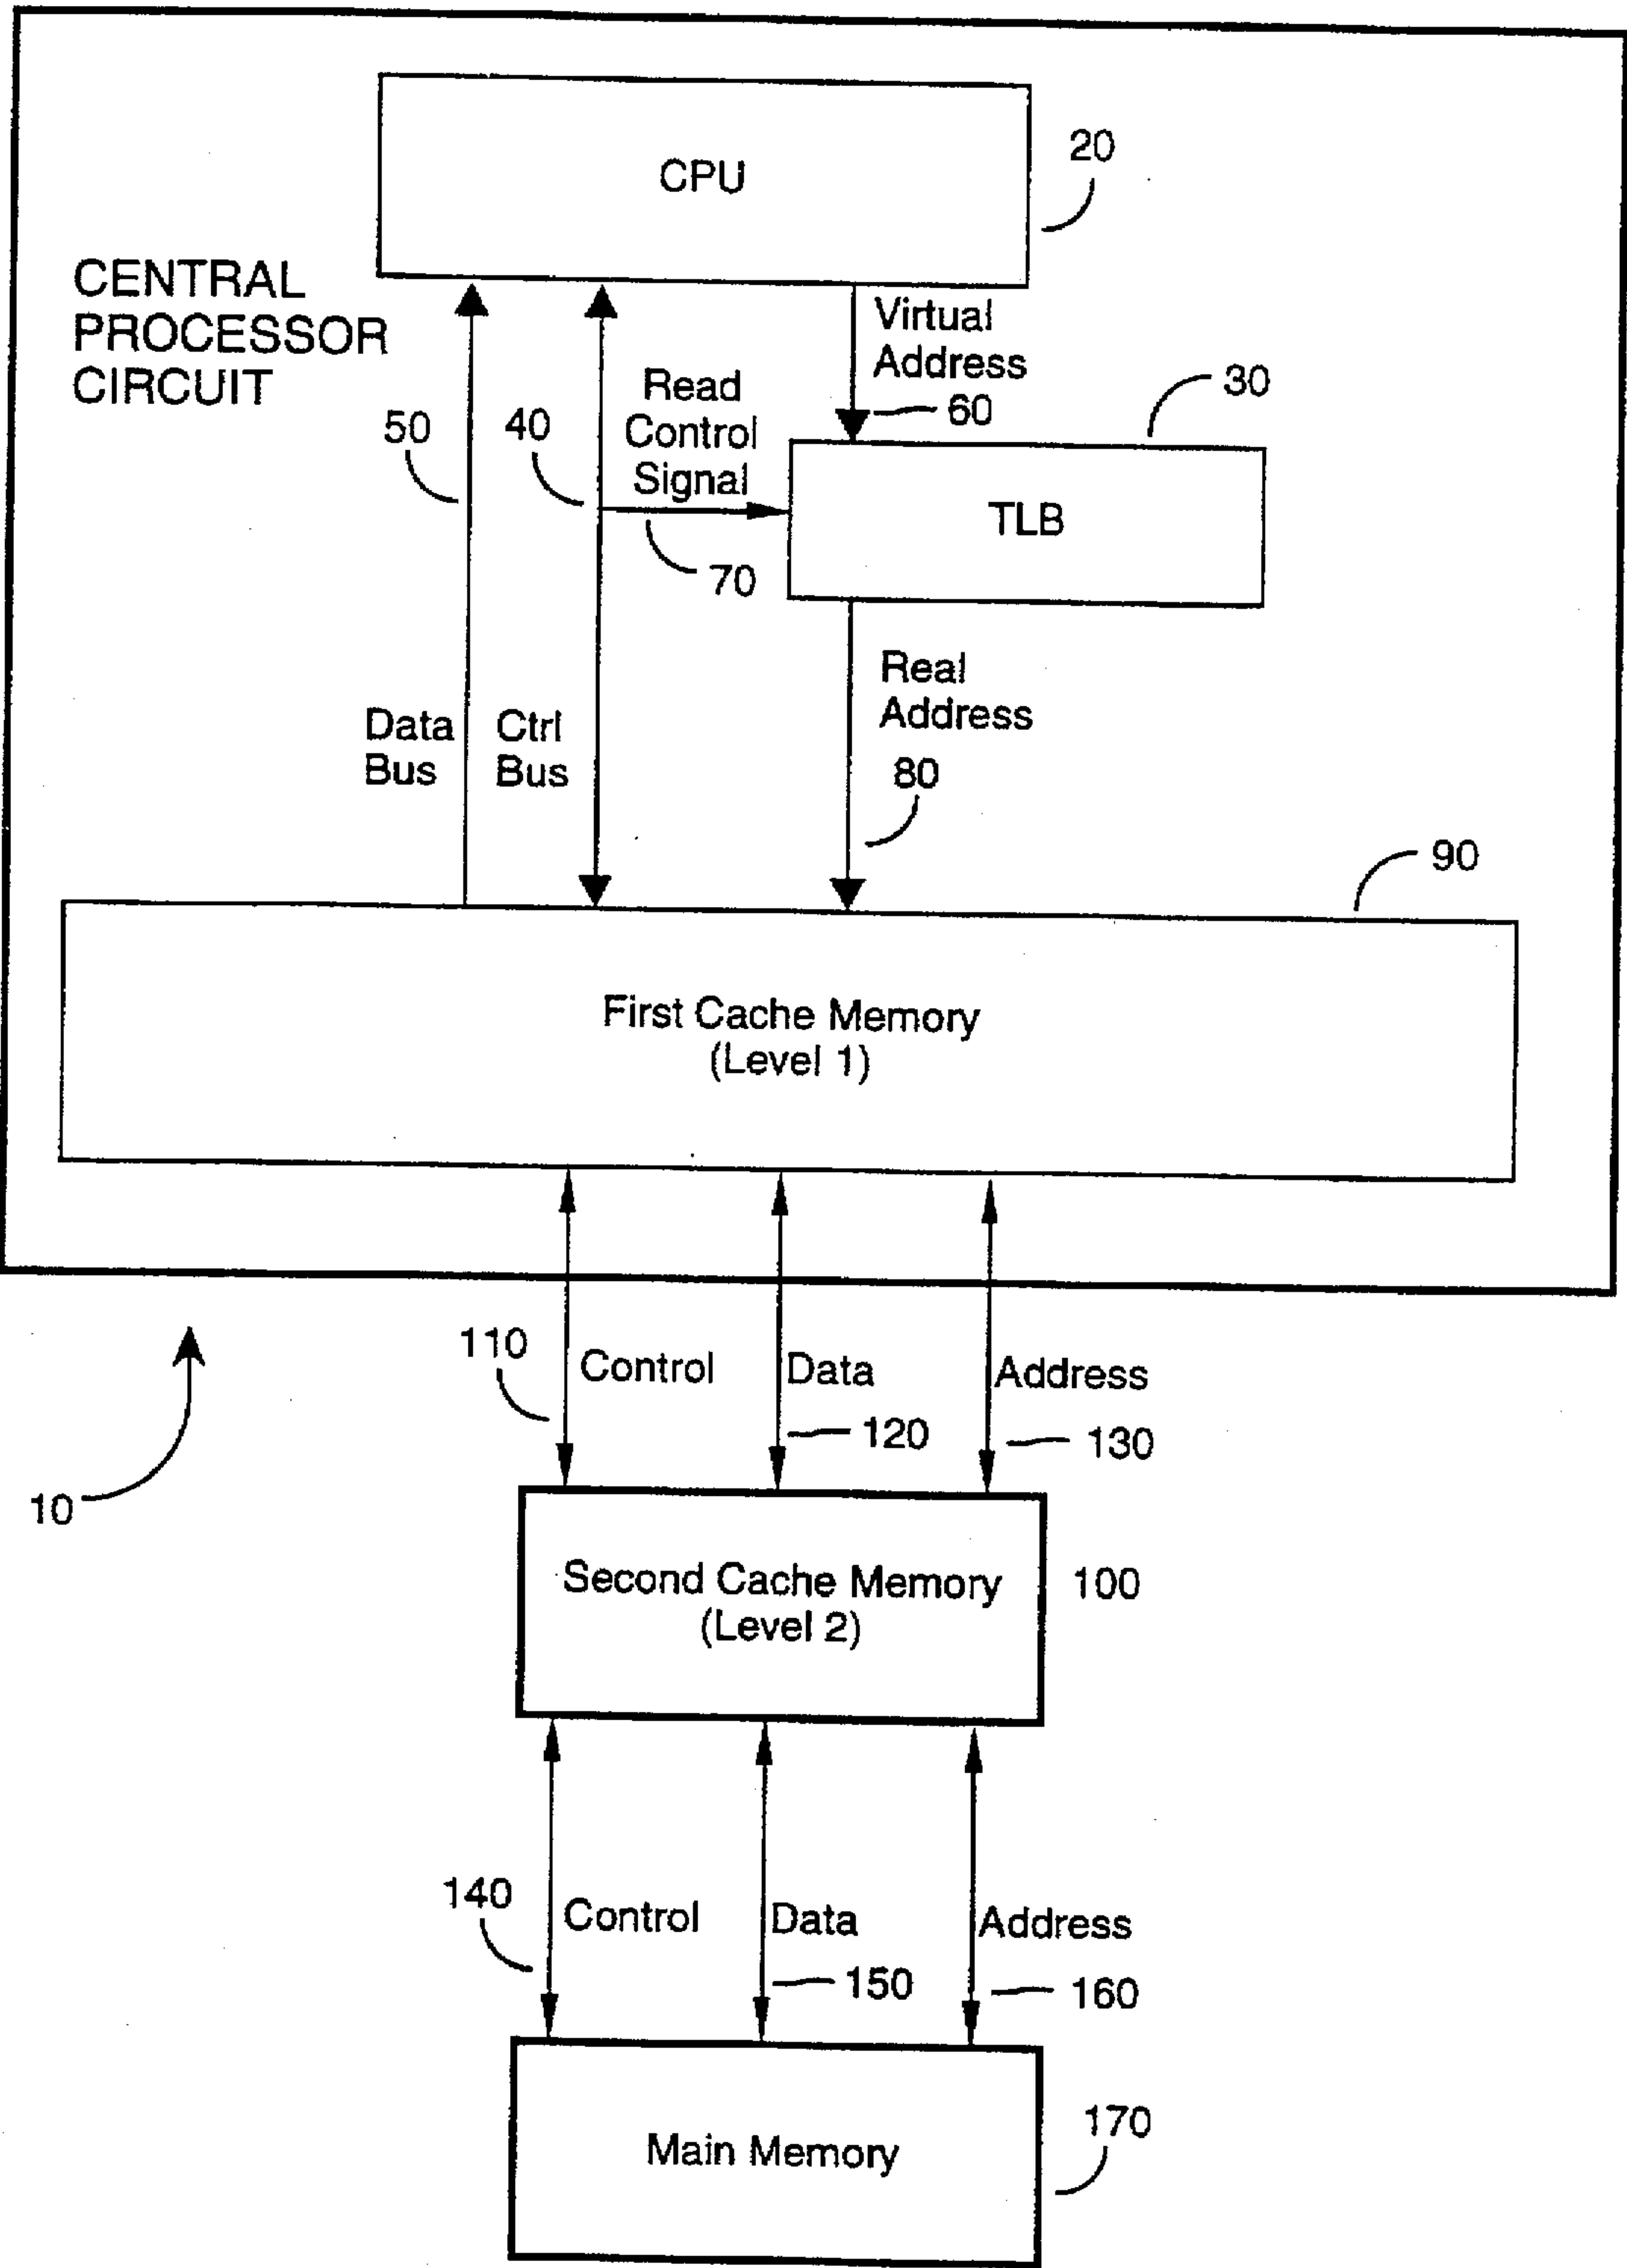 CPU
20
CENTRAL
PROCESSOR
CIRCUIT
Virtual
Address
60
30
50
40
Read
Control
Signal
TLB
70
Real
Address
80
Data
Bus
Ctrl
Bus
90
First Cache Memory
(Level 1)
110
Control
Data
Address
120
130
10
Second Cache Memory
(Level 2)
100
140
Control
Data
Address
150
160
Main Memory
170